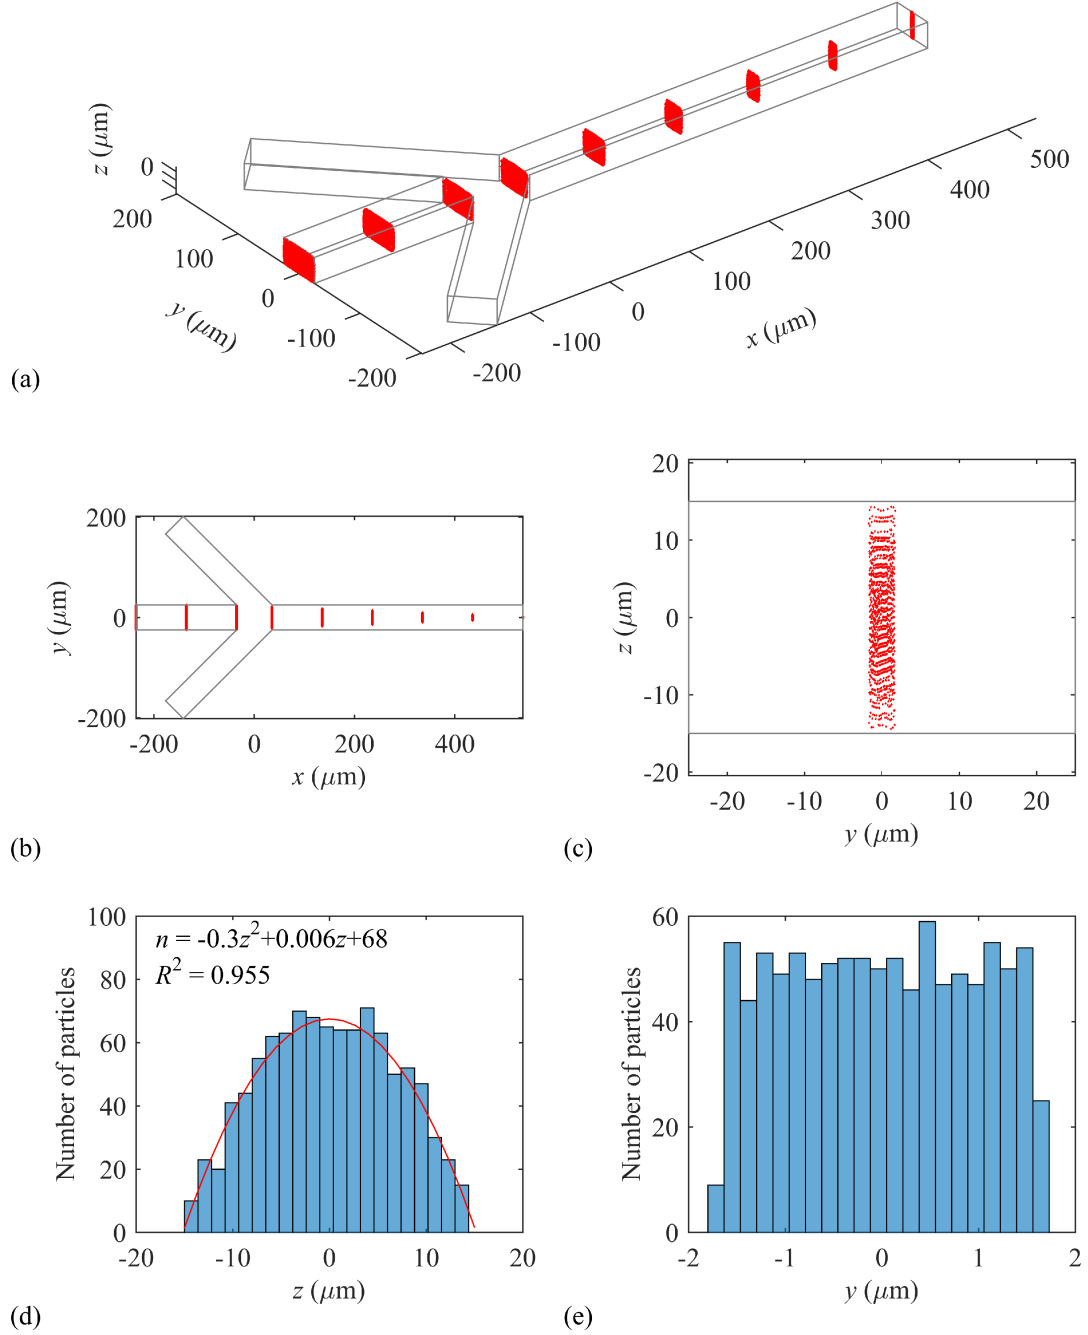 z (μm)
0
200
100
0
-100
-200
y (μm)
500
400
300
200
100
0
-100
-200
x (μm)
(a)
200
0
-200
y (μm)
-200 0 200 400
x (μm)
(b)
20
10
0
-10
-20
z (μm)
-20 -10 0 10 20
y (μm)
(c)
100
80
60
40
20
0
Number of particles
n = -0.3z²+0.006z+68
R² = 0.955
-20 -10 0 10 20
z (μm)
(d)
60
40
20
0
Number of particles
-2 -1 0 1 2
y (μm)
(e)